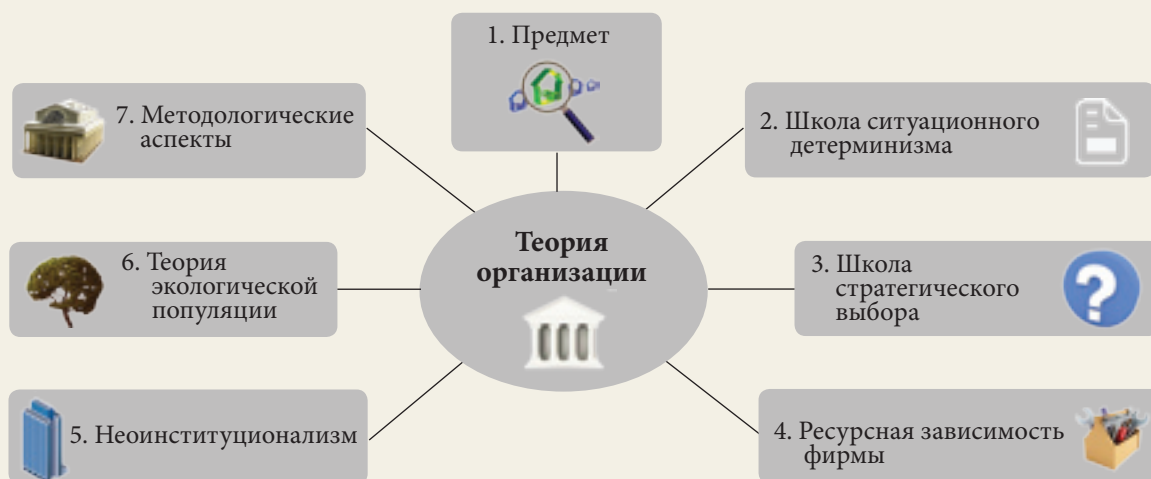 Теория
организации
1. Предмет
2. Школа ситуационного
детерминизма
3. Школа
стратегического
выбора
4. Ресурсная зависимость
фирмы
5. Неоинституционализм
6. Теория
экологической
популяции
7. Методологические
аспекты